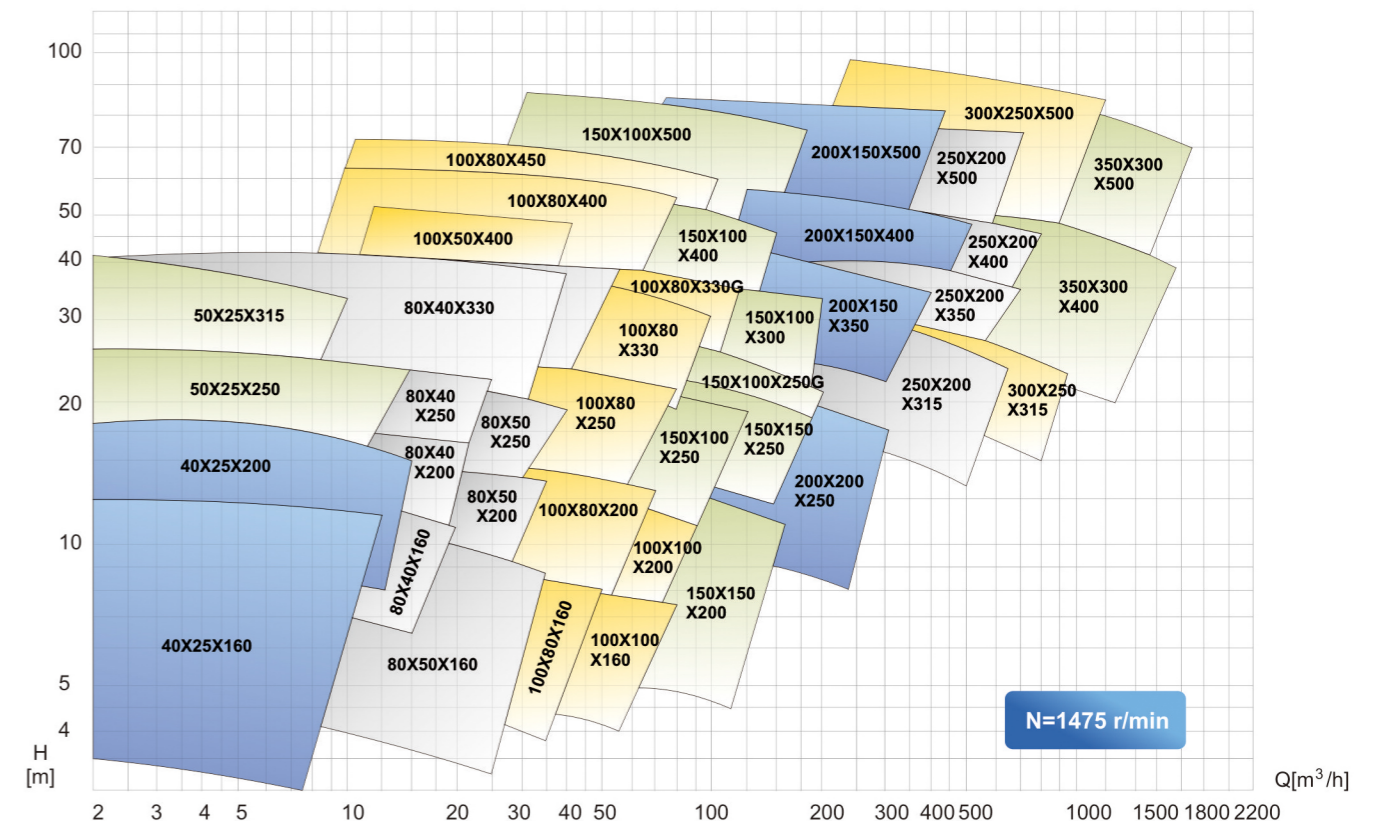 100
70
50
40
30
20
10
5
4
H
[m]
300X250X500
150X100X500
200X150X500
100X80X450
250X200
X500
350X300
X500
100X80X400
100X50X400
150X100
X400
200X150X400
250X200
X400
350X300
X400
100X80X330G
50X25X315
80X40X330
100X80
X330
150X100
X300
200X150
X350
250X200
X350
50X25X250
80X40
X250
80X50
X250
100X80
X250
150X100X250G
250X200
X315
300X250
X315
40X25X200
80X40
X200
150X100
X250
150X150
X250
80X50
X200
100X80X200
200X200
X250
80X40X160
100X100
X200
150X150
X200
40X25X160
80X50X160
100X80X160
100X100
X160
N=1475 r/min
Q[m³/h]
2 3 4 5 10 20 30 40 50 100 200 300 400 500 1000 1500 1800 2200